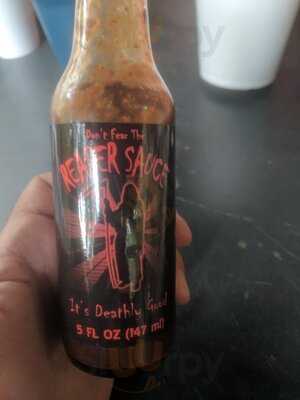 Don't Fear The
REAPER SAUCE
It's Deathly Good
5 FL OZ (147 ml)